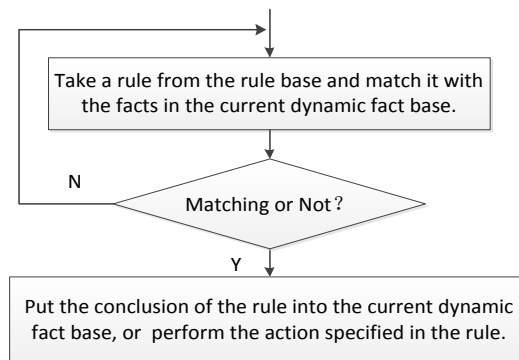 Take a rule from the rule base and match it with
the facts in the current dynamic fact base.
N
Matching or Not？
Y
Put the conclusion of the rule into the current dynamic
fact base, or perform the action specified in the rule.